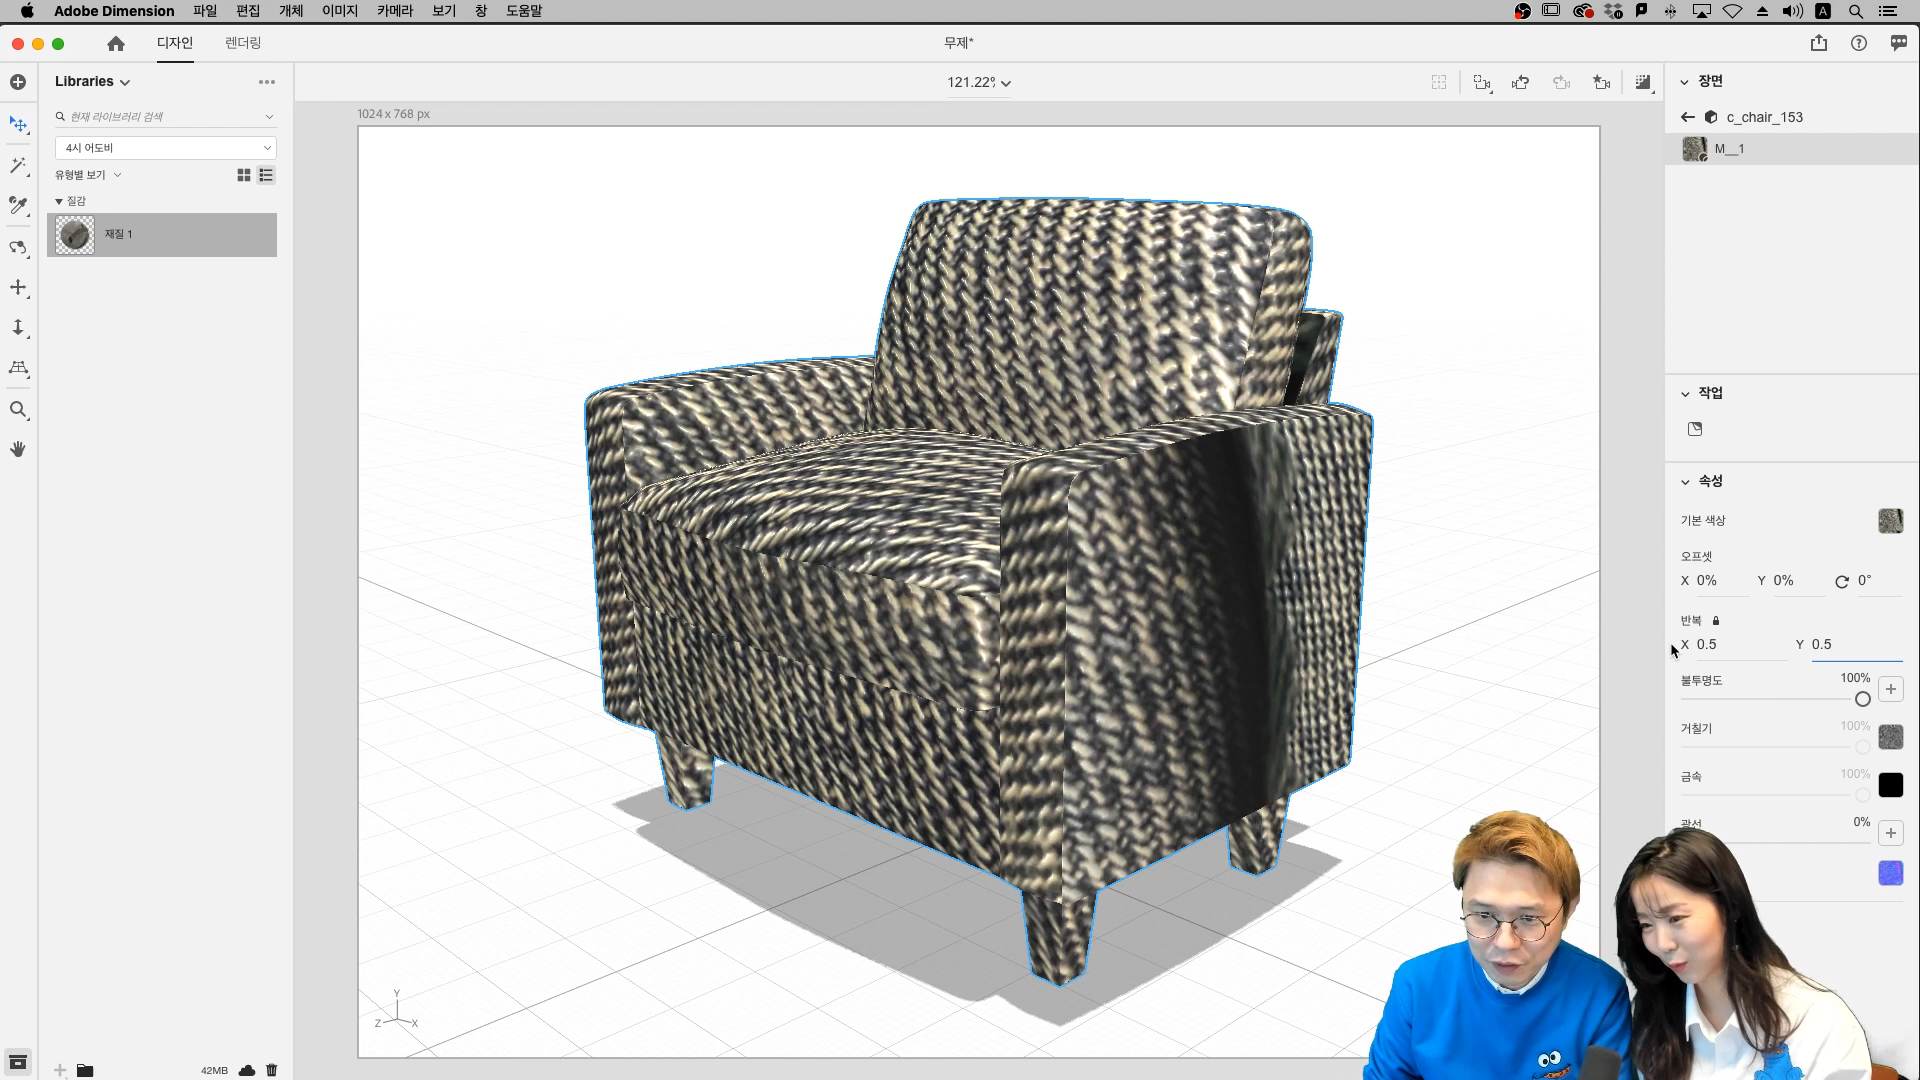 Adobe Dimension 파일 편집 개체 이미지 카메라 보기 창 도움말
A
디자인 렌더링 무제*
Libraries
121.22%
장면
현재 라이브러리 검색
1024 x 768 px
c_chair_153
4시 어도비
M__1
유형별 보기
질감
재질 1
작업
속성
기본 색상
오프셋
X 0% Y 0% 0°
반복
X 0.5 Y 0.5
불투명도 100%
거칠기 100%
금속 100%
광선 0%
Y
Z X
42MB